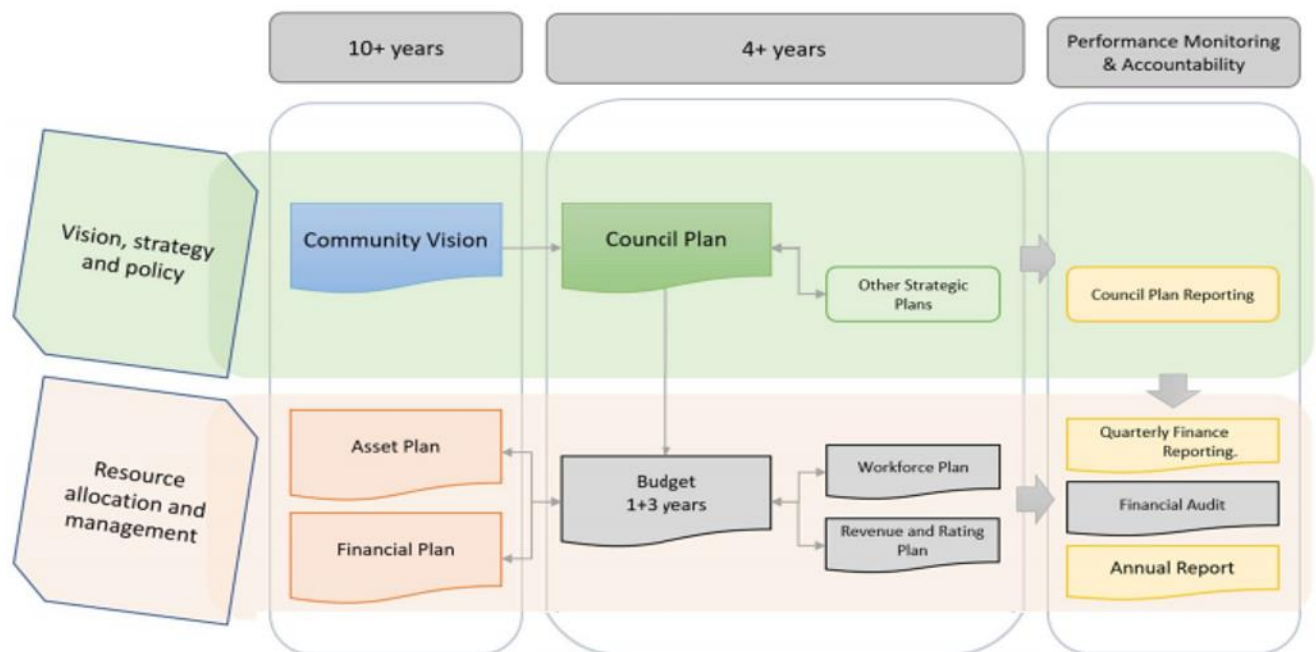 10+ years
4+ years
Performance Monitoring
& Accountability
Vision, strategy
and policy
Community Vision
Council Plan
Other Strategic
Plans
Council Plan Reporting
Resource
allocation and
management
Asset Plan
Financial Plan
Budget
1+3 years
Workforce Plan
Revenue and Rating
Plan
Quarterly Finance
Reporting.
Financial Audit
Annual Report